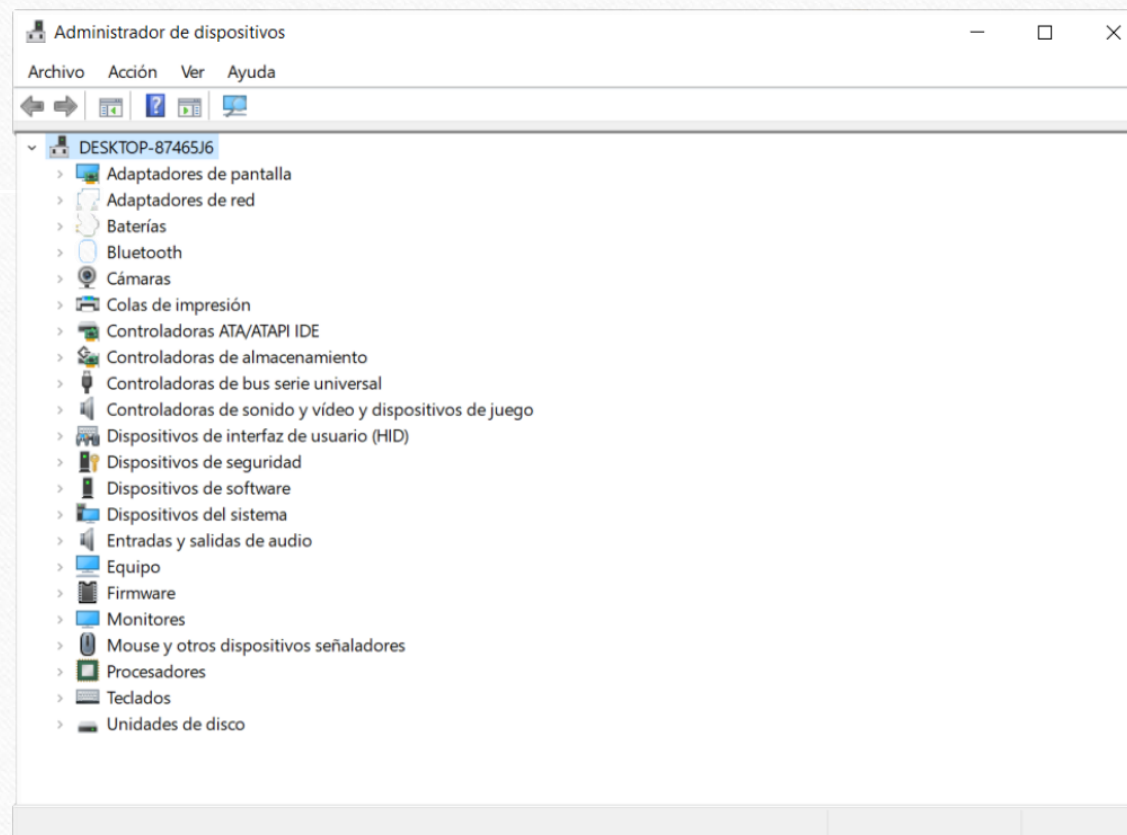 Administrador de dispositivos
Archivo Acción Ver Ayuda
DESKTOP-87465J6
Adaptadores de pantalla
Adaptadores de red
Baterías
Bluetooth
Cámaras
Colas de impresión
Controladoras ATA/ATAPI IDE
Controladoras de almacenamiento
Controladoras de bus serie universal
Controladoras de sonido y vídeo y dispositivos de juego
Dispositivos de interfaz de usuario (HID)
Dispositivos de seguridad
Dispositivos de software
Dispositivos del sistema
Entradas y salidas de audio
Equipo
Firmware
Monitores
Mouse y otros dispositivos señaladores
Procesadores
Teclados
Unidades de disco